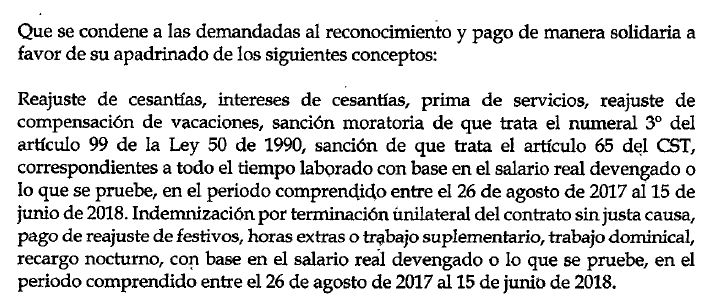 Que se condene a las demandadas al reconocimiento y pago de manera solidaria a
favor de su apadrinado de los siguientes conceptos:
Reajuste de cesantías, intereses de cesantías, prima de servicios, reajuste de
compensación de vacaciones, sanción moratoria de que trata el numeral 3º del
artículo 99 de la Ley 50 de 1990, sanción de que trata el artículo 65 del CST,
correspondientes a todo el tiempo laborado con base en el salario real devengado o
lo que se pruebe, en el periodo comprendido entre el 26 de agosto de 2017 al 15 de
junio de 2018. Indemnización por terminación unilateral del contrato sin justa causa,
pago de reajuste de festivos, horas extras o trabajo suplementario, trabajo dominical,
recargo nocturno, con base en el salario real devengado o lo que se pruebe, en el
periodo comprendido entre el 26 de agosto de 2017 al 15 de junio de 2018.